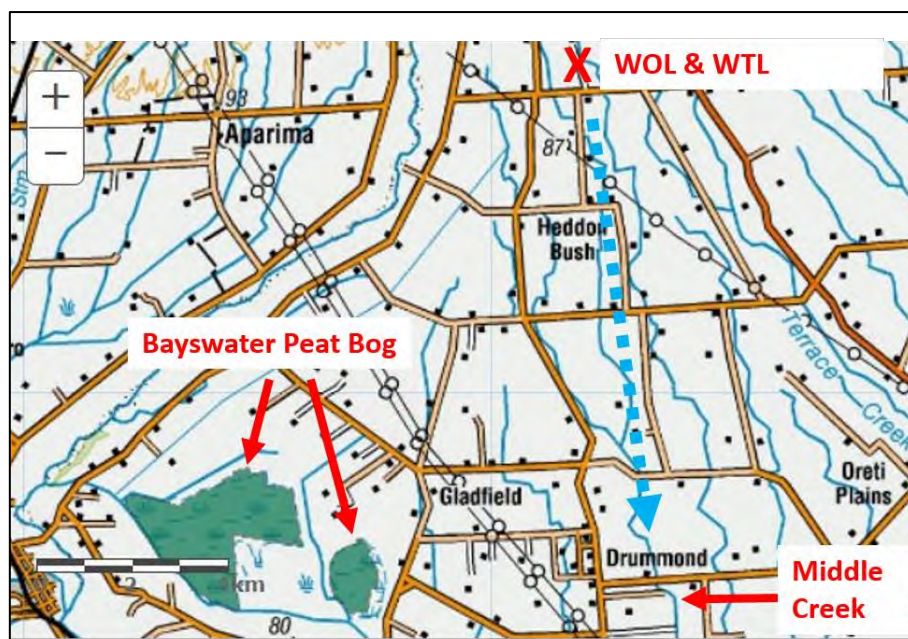 X WOL & WTL
+
−
93
Aparima
87
Heddon
Bush
Bayswater Peat Bog
Terrace
Creek
Oreti
Plains
Gladfield
Drummond
Middle
Creek
2
km
80